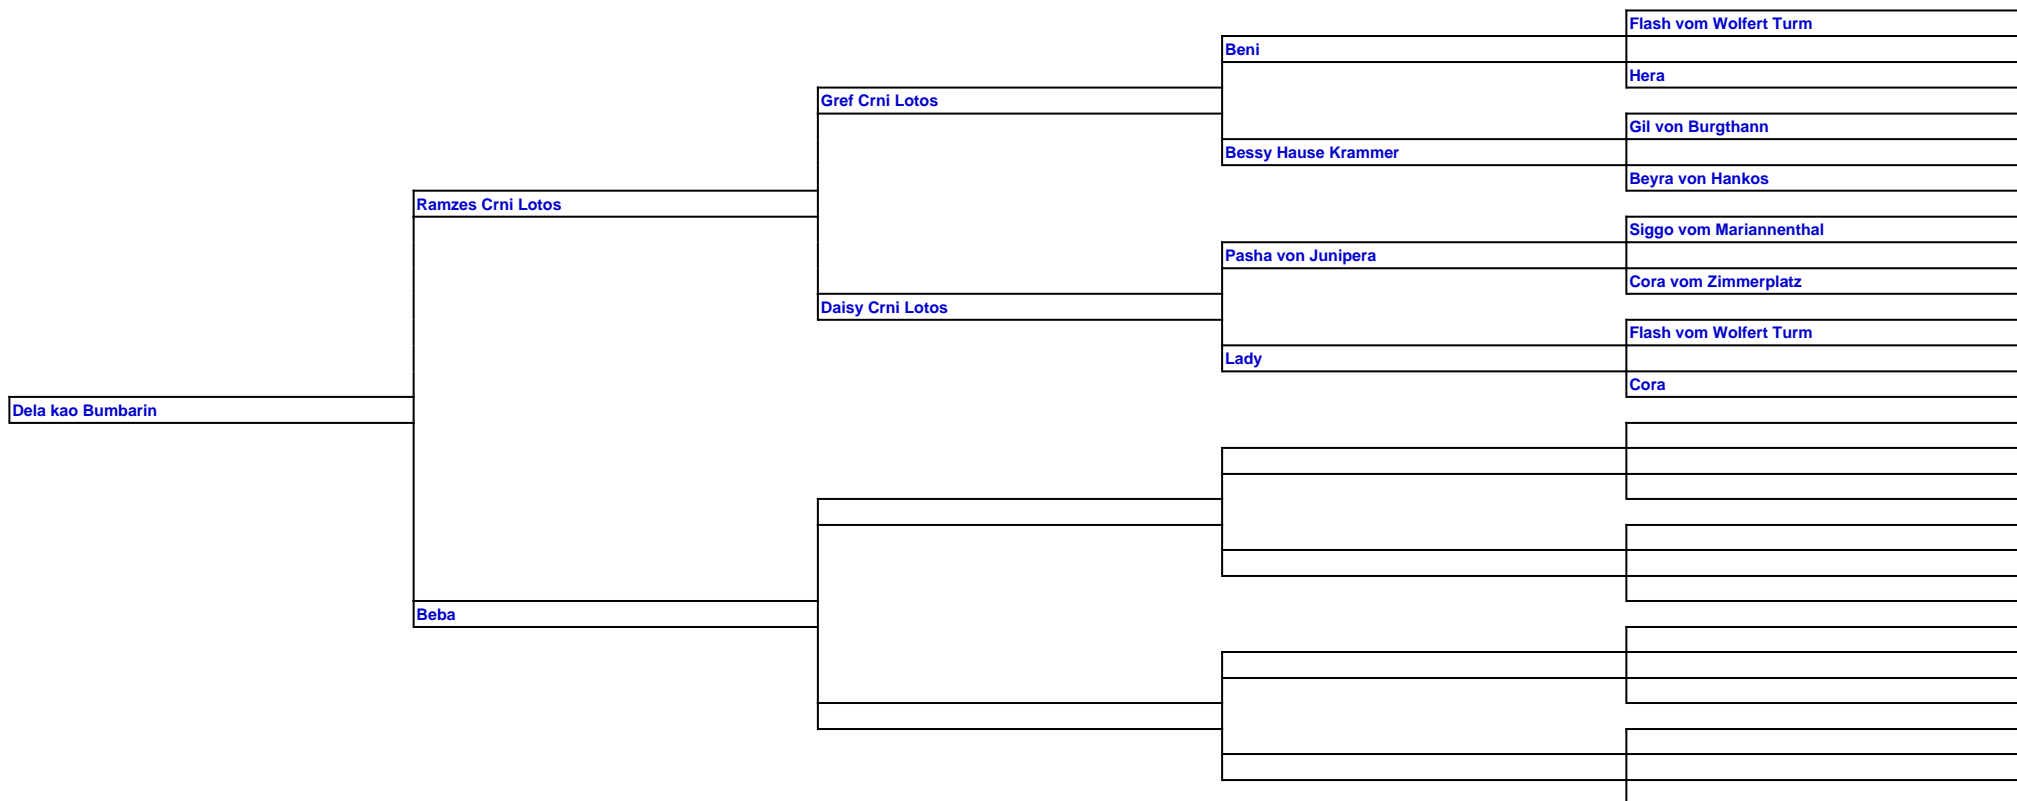 Flash vom Wolfert Turm
Beni
Hera
Gref Crni Lotos
Gil von Burgthann
Bessy Hause Krammer
Beyra von Hankos
Ramzes Crni Lotos
Siggo vom Mariannenthal
Pasha von Junipera
Cora vom Zimmerplatz
Daisy Crni Lotos
Flash vom Wolfert Turm
Lady
Cora
Dela kao Bumbarin
Beba